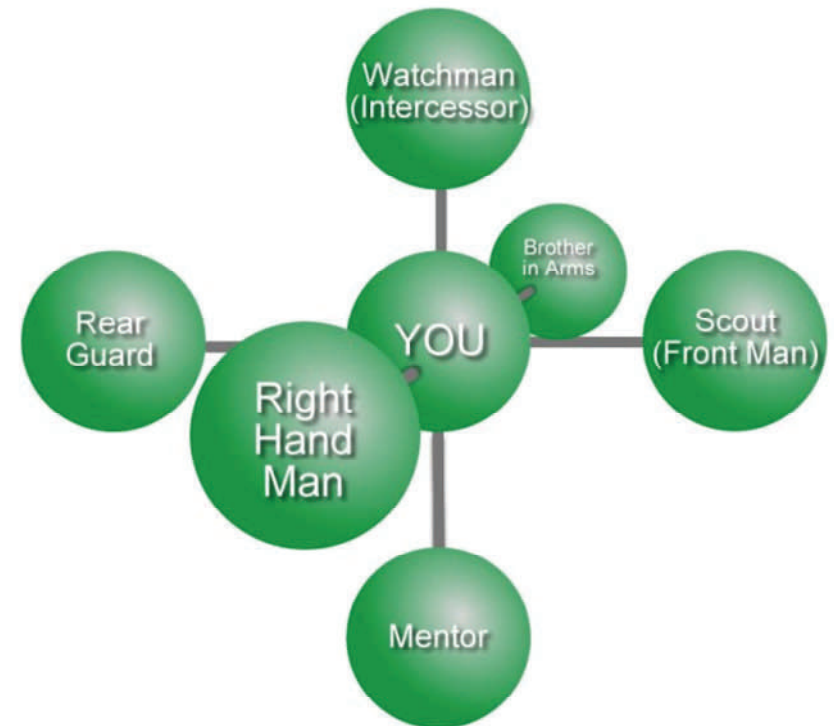 Watchman
(Intercessor)
Brother
in Arms
Rear
Guard
YOU
Scout
(Front Man)
Right
Hand
Man
Mentor